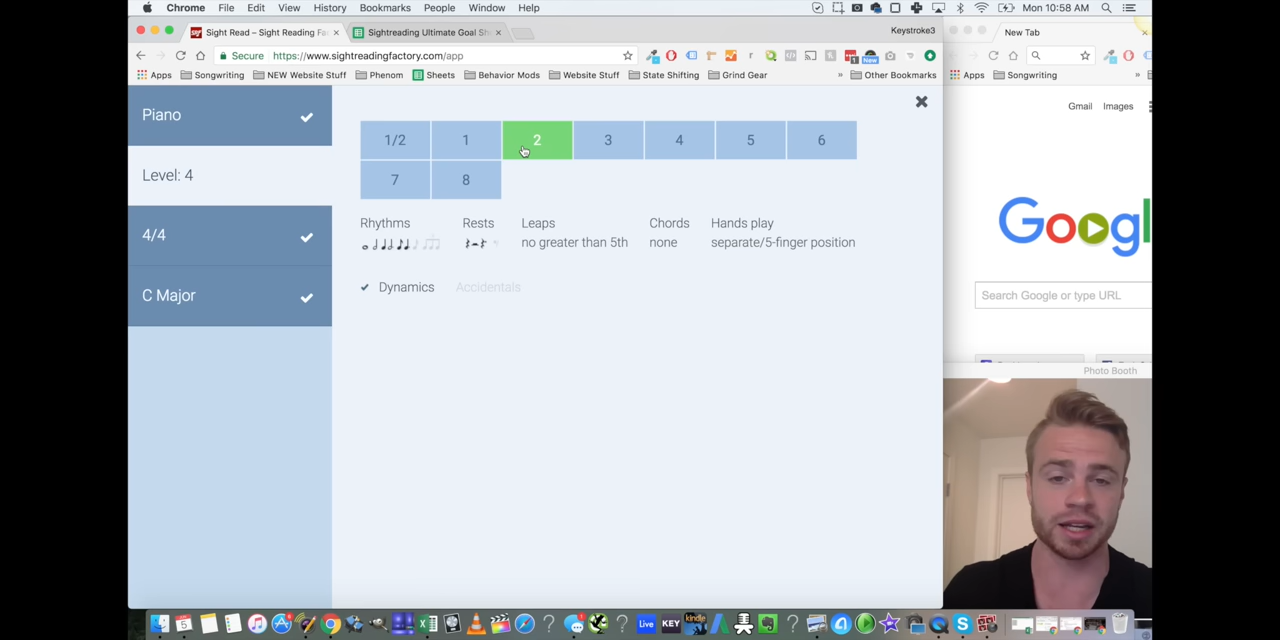 Chrome File Edit View History Bookmarks People Window Help Mon 10:58 AM
Sight Read – Sight Reading Fa × Sightreading Ultimate Goal Sh × Keystroke3 New Tab
Secure https://www.sightreadingfactory.com/app
Apps Songwriting NEW Website Stuff Phenom Sheets Behavior Mods Website Stuff State Shifting Grind Gear » Other Bookmarks Apps Songwriting »
Piano
Level: 4
4/4
C Major
1/2 1 2 3 4 5 6
7 8
Rhythms Rests Leaps Chords Hands play
no greater than 5th none separate/5-finger position
Dynamics Accidentals
Gmail Images
Googl
Search Google or type URL
Photo Booth
Live KEY kindle